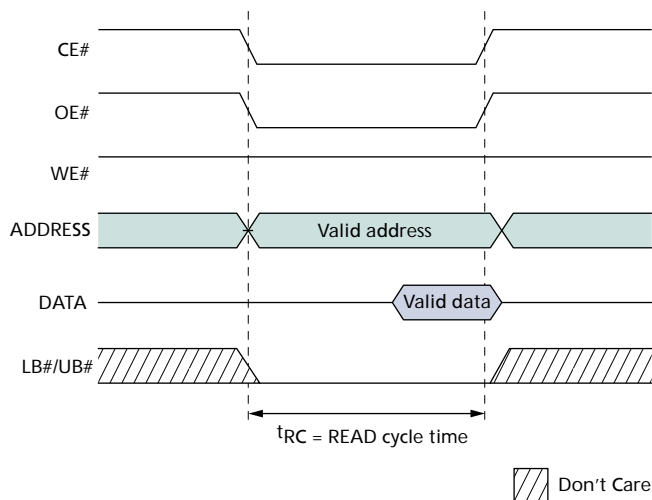 CE#
OE#
WE#
ADDRESS
Valid address
DATA
Valid data
LB#/UB#
tRC = READ cycle time
Don't Care